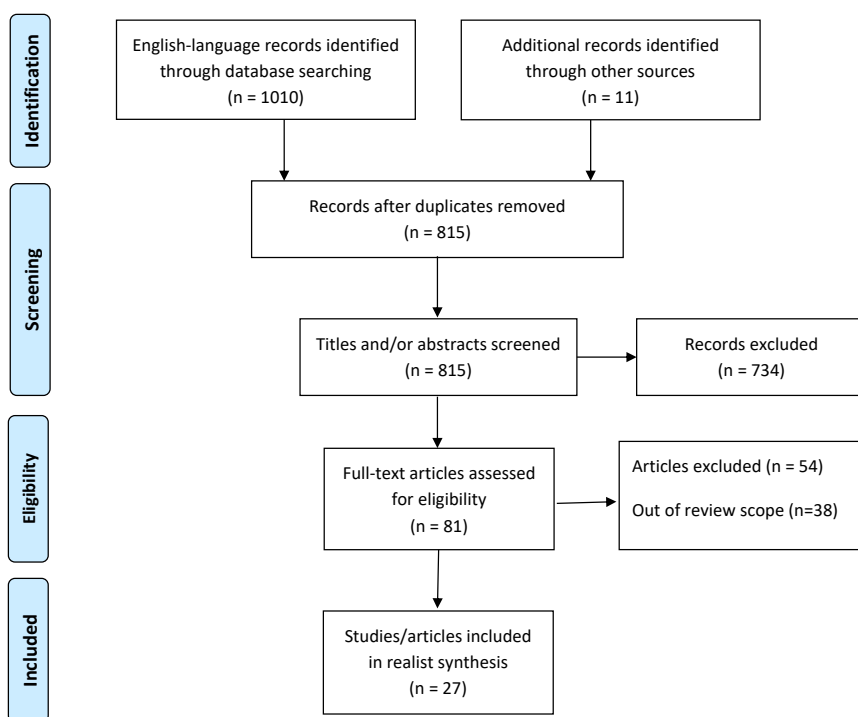 Identification
English-language records identified
through database searching
(n = 1010)
Additional records identified
through other sources
(n = 11)
Screening
Records after duplicates removed
(n = 815)
Titles and/or abstracts screened
(n = 815)
Records excluded
(n = 734)
Eligibility
Full-text articles assessed
for eligibility
(n = 81)
Articles excluded (n = 54)
Out of review scope (n=38)
Included
Studies/articles included
in realist synthesis
(n = 27)